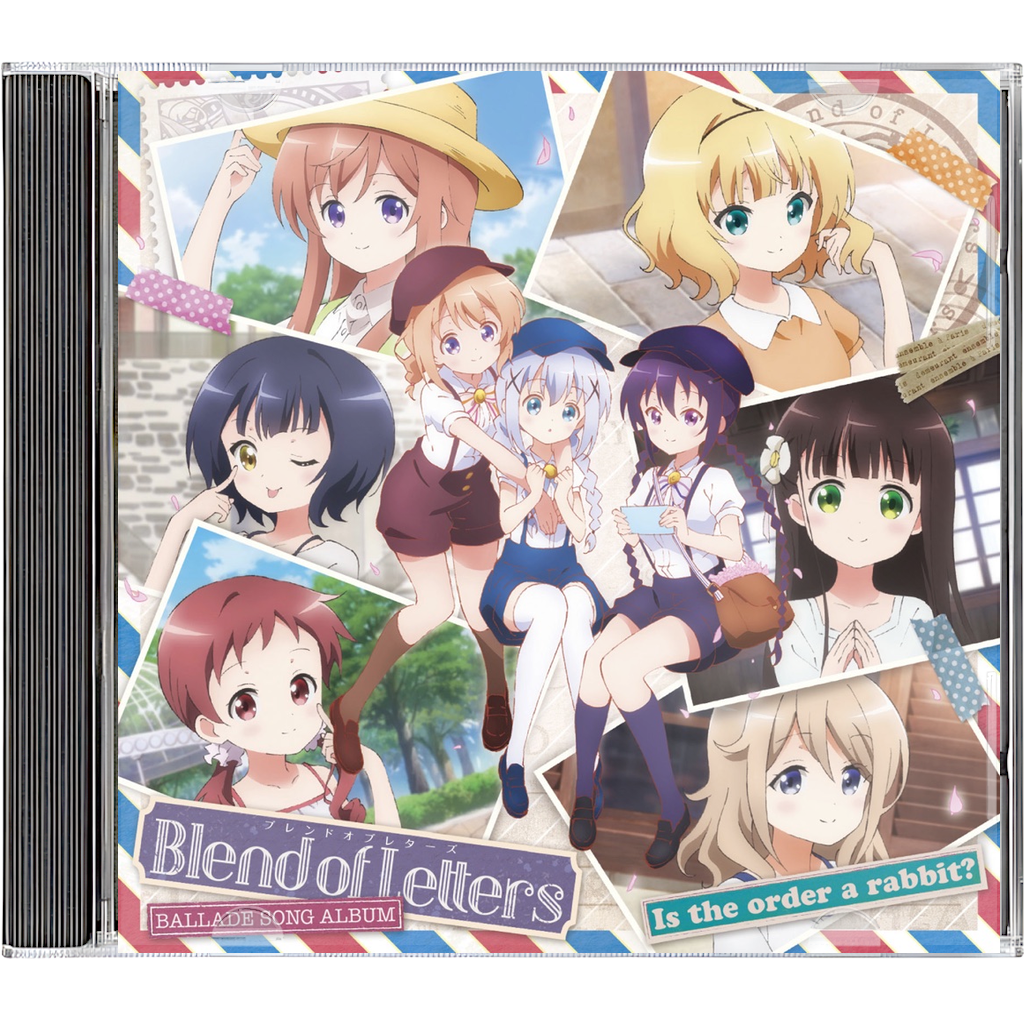 ブレンドオブレターズ
Blend of Letters
BALLADE SONG ALBUM
Is the order a rabbit?